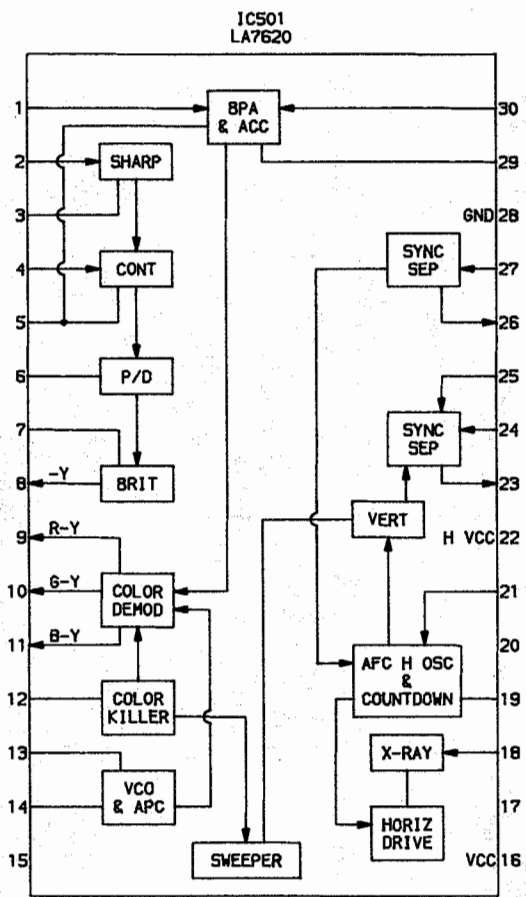 IC501
LA7620
1
BPA
& ACC
30
2
SHARP
29
3
GND 28
4
CONT
SYNC
SEP
27
5
26
6
P/D
25
7
SYNC
SEP
24
8
-Y
BRIT
23
9
R-Y
VERT
H VCC 22
10
G-Y
COLOR
DEMOD
21
11
B-Y
AFC H OSC
&
COUNTDOWN
20
12
COLOR
KILLER
19
13
X-RAY
18
14
VCO
& APC
HORIZ
DRIVE
17
15
SWEEPER
VCC 16